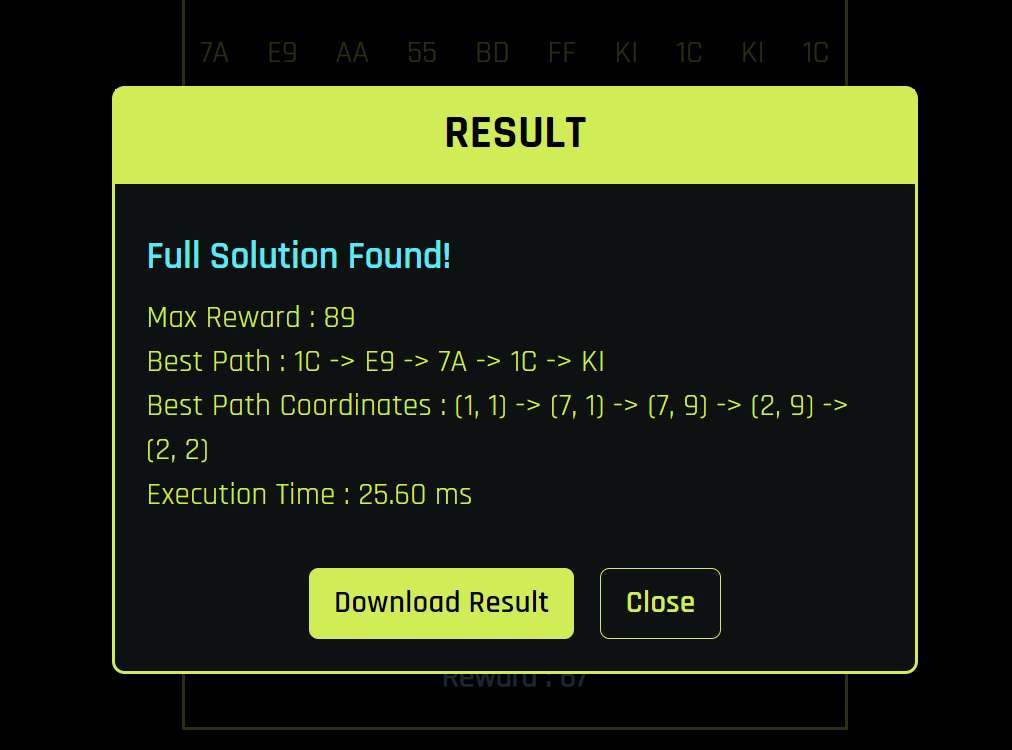 7A E9 AA 55 BD FF KI 1C KI 1C
RESULT
Full Solution Found!
Max Reward : 89
Best Path : 1C -> E9 -> 7A -> 1C -> KI
Best Path Coordinates : (1, 1) -> (7, 1) -> (7, 9) -> (2, 9) ->
(2, 2)
Execution Time : 25.60 ms
Download Result Close
Reward : 67